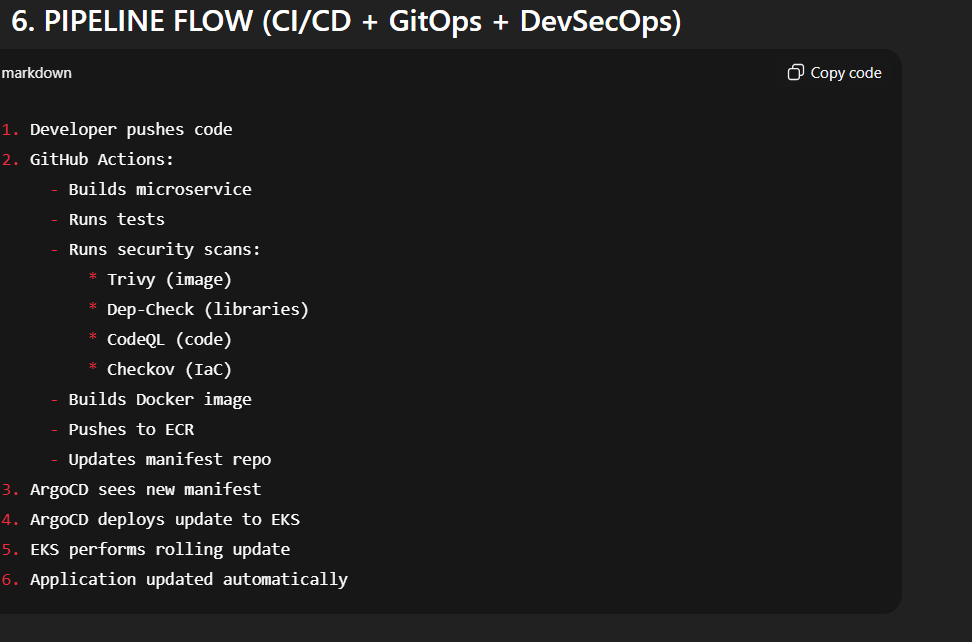 6. PIPELINE FLOW (CI/CD + GitOps + DevSecOps)
markdown
Copy code
1. Developer pushes code
2. GitHub Actions:
- Builds microservice
- Runs tests
- Runs security scans:
* Trivy (image)
* Dep-Check (libraries)
* CodeQL (code)
* Checkov (IaC)
- Builds Docker image
- Pushes to ECR
- Updates manifest repo
3. ArgoCD sees new manifest
4. ArgoCD deploys update to EKS
5. EKS performs rolling update
6. Application updated automatically